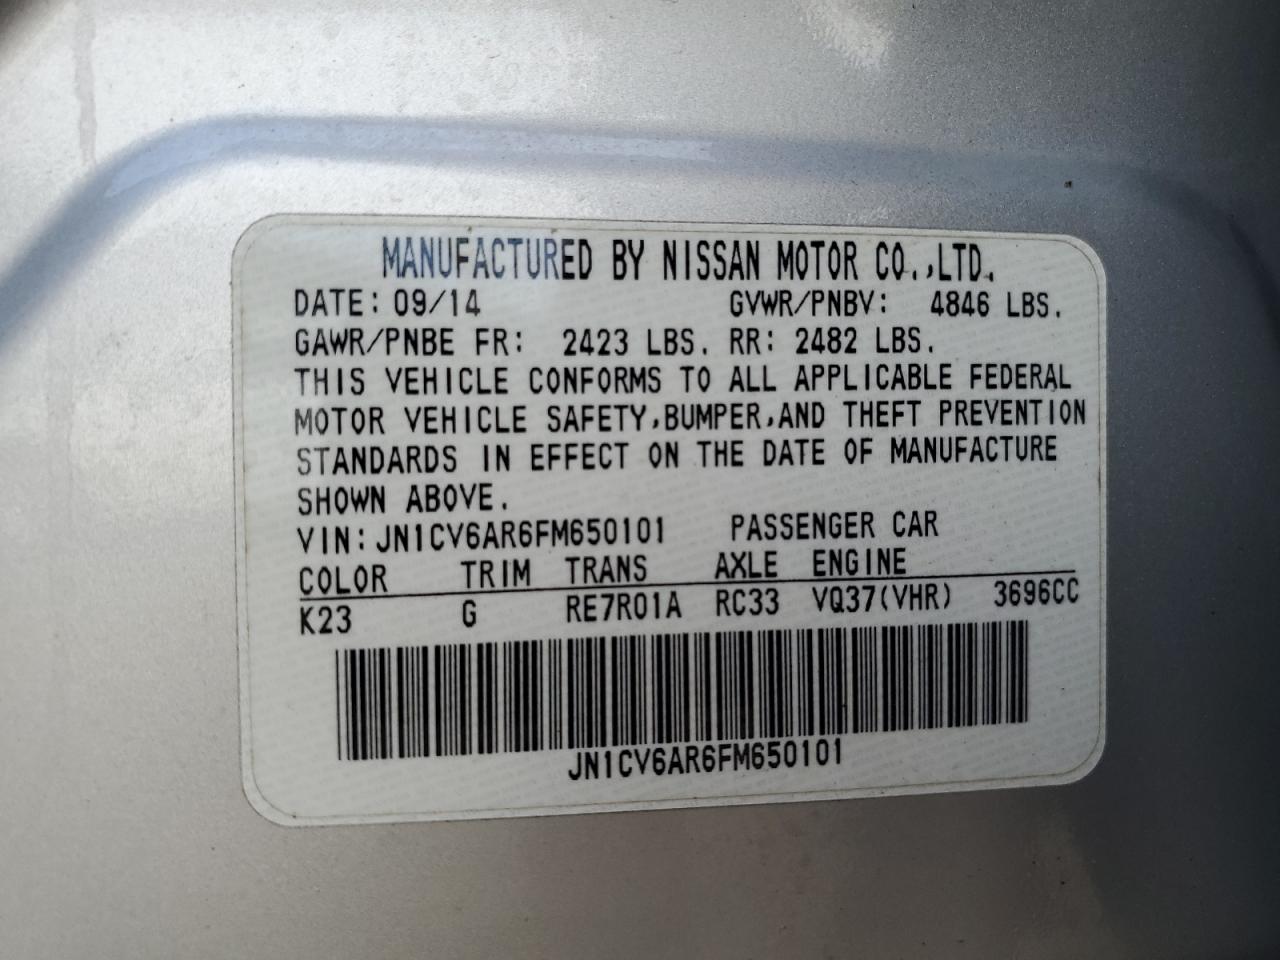 MANUFACTURED BY NISSAN MOTOR CO.,LTD.
DATE: 09/14 GVWR/PNBV: 4846 LBS.
GAWR/PNBE FR: 2423 LBS. RR: 2482 LBS.
THIS VEHICLE CONFORMS TO ALL APPLICABLE FEDERAL
MOTOR VEHICLE SAFETY,BUMPER,AND THEFT PREVENTION
STANDARDS IN EFFECT ON THE DATE OF MANUFACTURE
SHOWN ABOVE.
VIN:JN1CV6AR6FM650101 PASSENGER CAR
COLOR TRIM TRANS AXLE ENGINE
K23 G RE7R01A RC33 VQ37(VHR) 3696CC
JN1CV6AR6FM650101